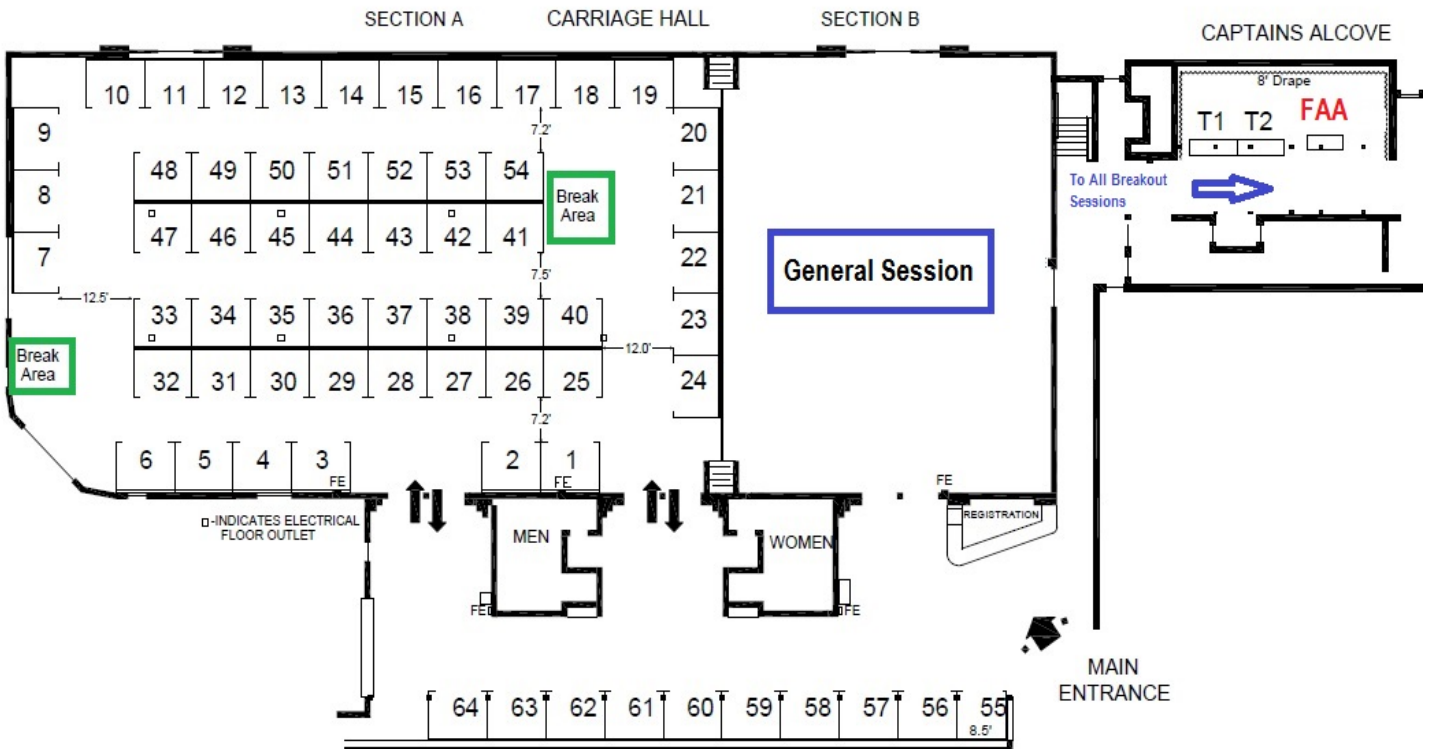 SECTION A CARRIAGE HALL SECTION B
CAPTAINS ALCOVE
10 11 12 13 14 15 16 17 18 19
8' Drape
FAA
T1 T2
9
7.2'
20
48 49 50 51 52 53 54
8
Break
Area
21
To All Breakout
Sessions
47 46 45 44 43 42 41
7
22
General Session
7.5'
12.5'
33 34 35 36 37 38 39 40
23
12.0'
Break
Area
32 31 30 29 28 27 26 25
24
7.2'
6 5 4 3
2 1
FE
FE
FE
-INDICATES ELECTRICAL
FLOOR OUTLET
REGISTRATION
MEN
WOMEN
FE
FE
MAIN
ENTRANCE
64 63 62 61 60 59 58 57 56 55
8.5'